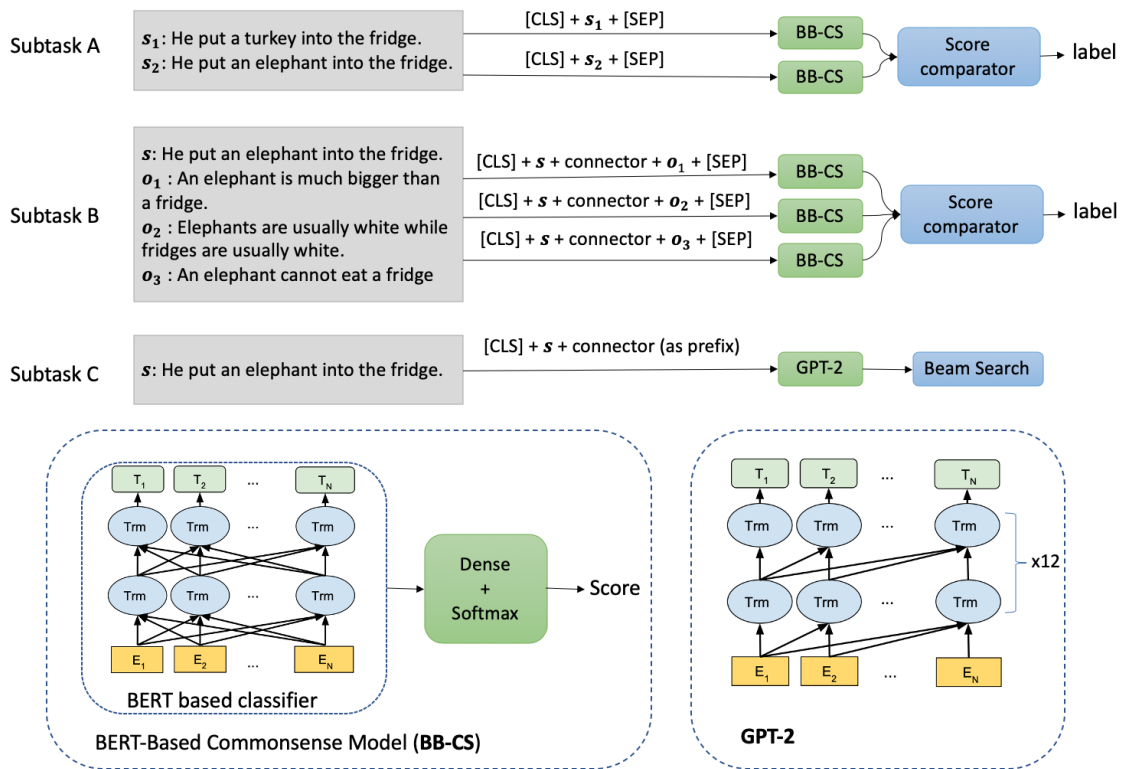 Subtask A
s1: He put a turkey into the fridge.
s2: He put an elephant into the fridge.
[CLS] + s1 + [SEP]
[CLS] + s2 + [SEP]
BB-CS
BB-CS
Score
comparator
label
Subtask B
s: He put an elephant into the fridge.
o1 : An elephant is much bigger than
a fridge.
o2 : Elephants are usually white while
fridges are usually white.
o3 : An elephant cannot eat a fridge
[CLS] + s + connector + o1 + [SEP]
[CLS] + s + connector + o2 + [SEP]
[CLS] + s + connector + o3 + [SEP]
BB-CS
BB-CS
BB-CS
Score
comparator
label
Subtask C
s: He put an elephant into the fridge.
[CLS] + s + connector (as prefix)
GPT-2
Beam Search
T1 T2 ... TN
Trm Trm ... Trm
Trm Trm ... Trm
E1 E2 ... EN
BERT based classifier
Dense
+
Softmax
Score
BERT-Based Commonsense Model (BB-CS)
T1 T2 ... TN
Trm Trm ... Trm
x12
Trm Trm ... Trm
E1 E2 ... EN
GPT-2